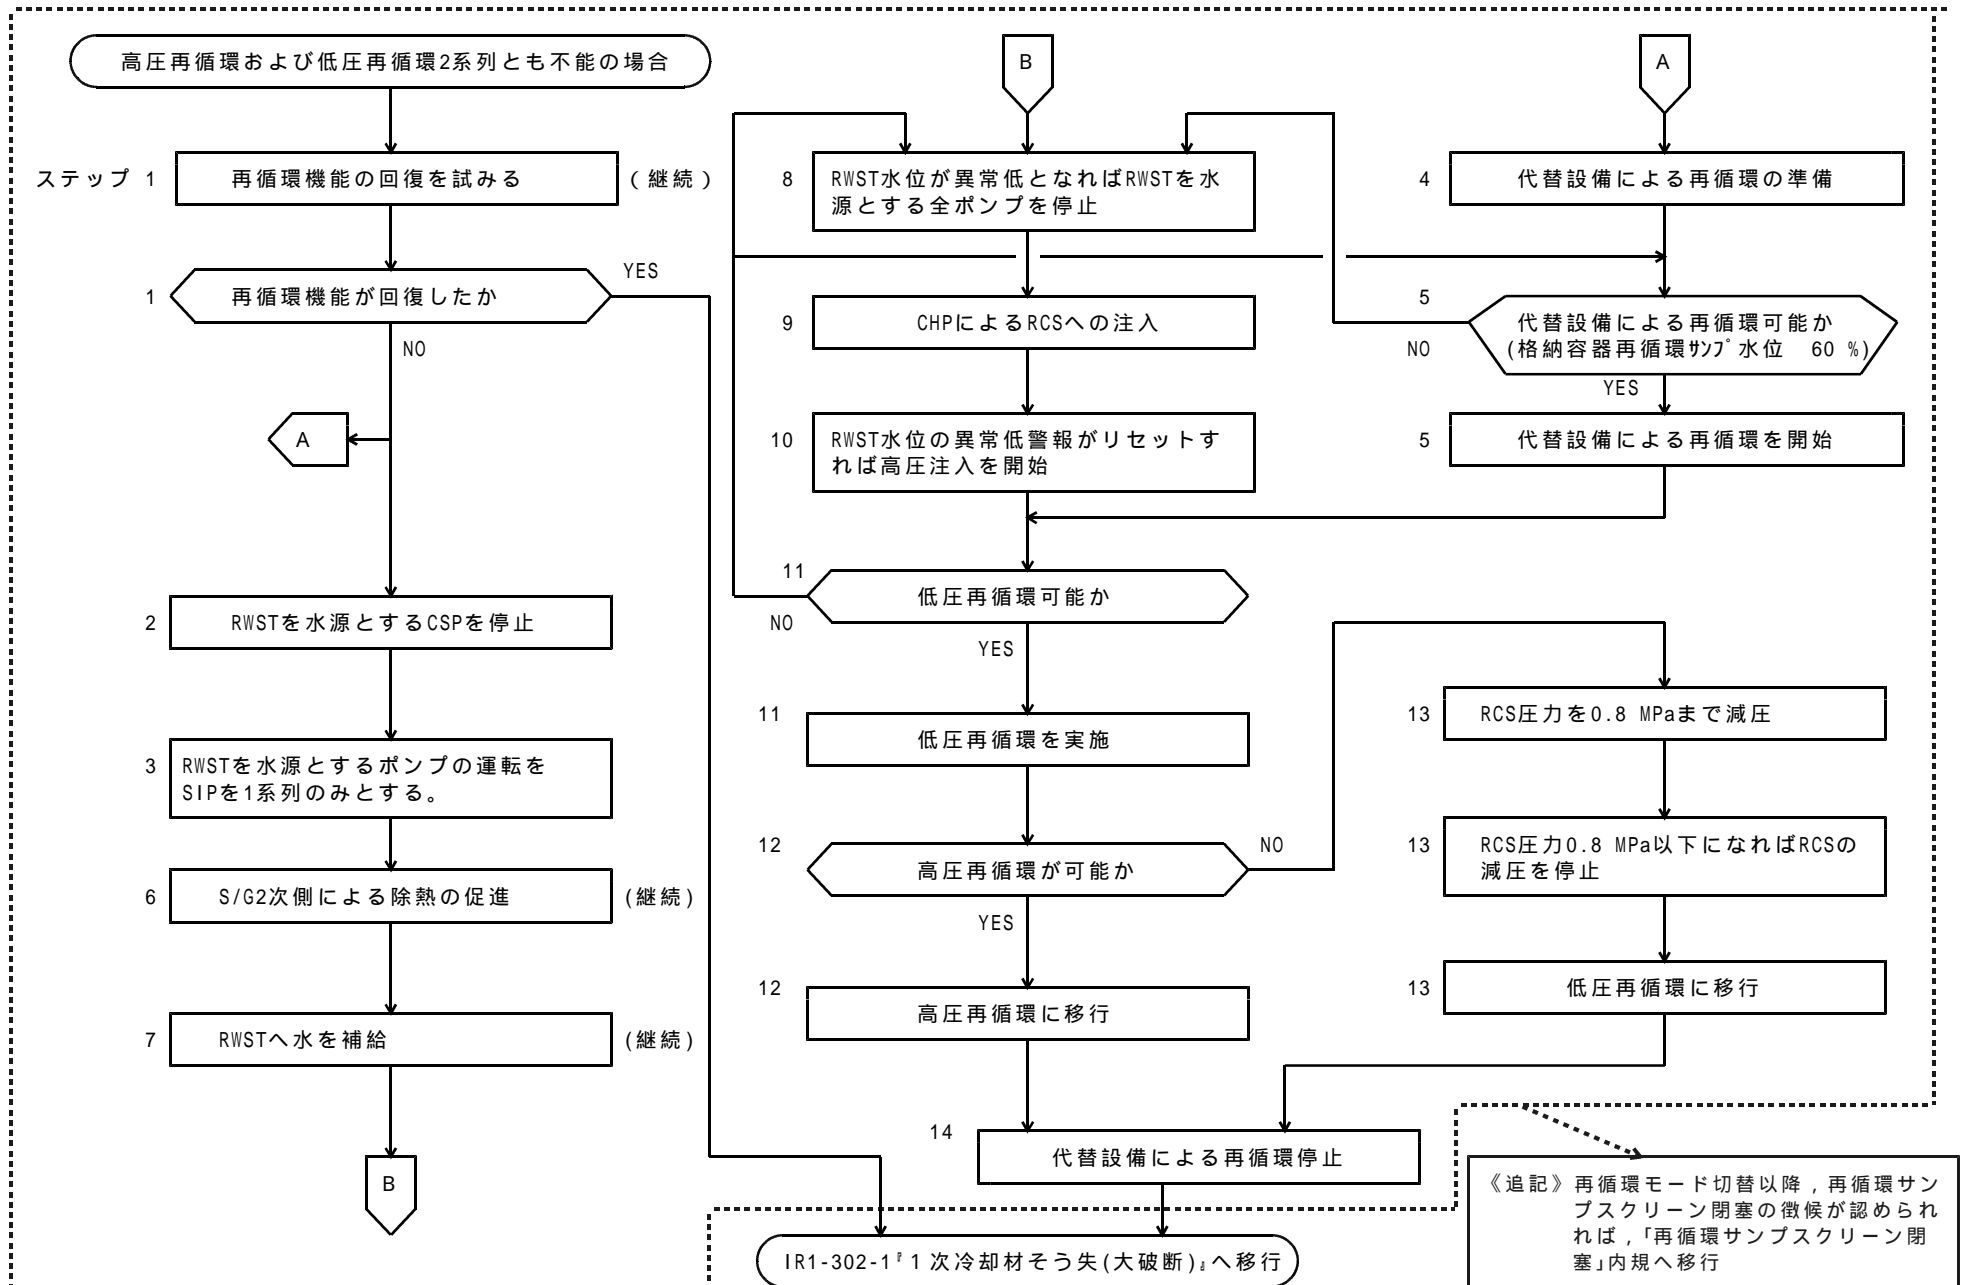 高圧再循環および低圧再循環2系列とも不能の場合
ステップ 1
再循環機能の回復を試みる
(継続)
1
再循環機能が回復したか
YES
NO
A
2
RWSTを水源とするCSPを停止
3
RWSTを水源とするポンプの運転を
SIPを1系列のみとする。
6
S/G2次側による除熱の促進
(継続)
7
RWSTへ水を補給
(継続)
B
B
8
RWST水位が異常低となればRWSTを水
源とする全ポンプを停止
9
CHPによるRCSへの注入
10
RWST水位の異常低警報がリセットす
れば高圧注入を開始
11
低圧再循環可能か
NO
YES
11
低圧再循環を実施
12
高圧再循環が可能か
NO
YES
12
高圧再循環に移行
14
代替設備による再循環停止
IR1-302-1『1次冷却材そう失(大破断)』へ移行
A
4
代替設備による再循環の準備
5
代替設備による再循環可能か
(格納容器再循環ｻﾝﾌﾟ水位 60 %)
NO
YES
5
代替設備による再循環を開始
13
RCS圧力を0.8 MPaまで減圧
13
RCS圧力0.8 MPa以下になればRCSの
減圧を停止
13
低圧再循環に移行
《追記》再循環モード切替以降，再循環サン
プスクリーン閉塞の徴候が認められ
れば，「再循環サンプスクリーン閉
塞」内規へ移行